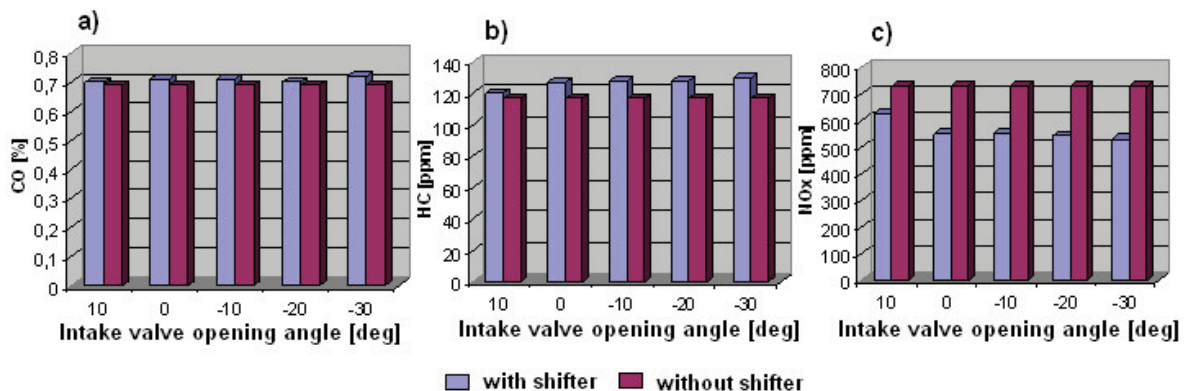 a)
0,8
0,7
0,6
0,5
0,4
0,3
0,2
0,1
0
CO [%]
10 0 -10 -20 -30
Intake valve opening angle [deg]
b)
140
120
100
80
60
40
20
0
HC [ppm]
10 0 -10 -20 -30
Intake valve opening angle [deg]
c)
800
700
600
500
400
300
200
100
0
NOx [ppm]
10 0 -10 -20 -30
Intake valve opening angle [deg]
with shifter without shifter